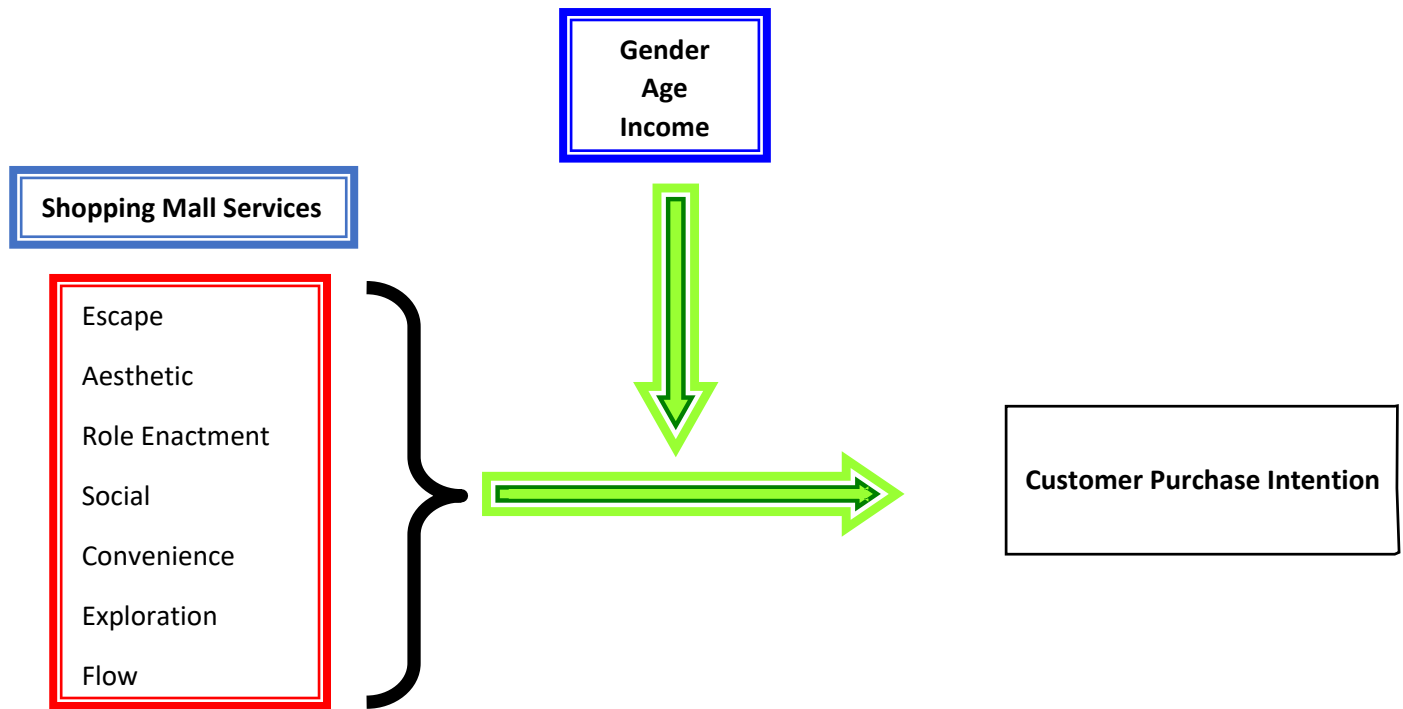 Gender
Age
Income
Shopping Mall Services
Escape
Aesthetic
Role Enactment
Social
Convenience
Exploration
Flow
Customer Purchase Intention